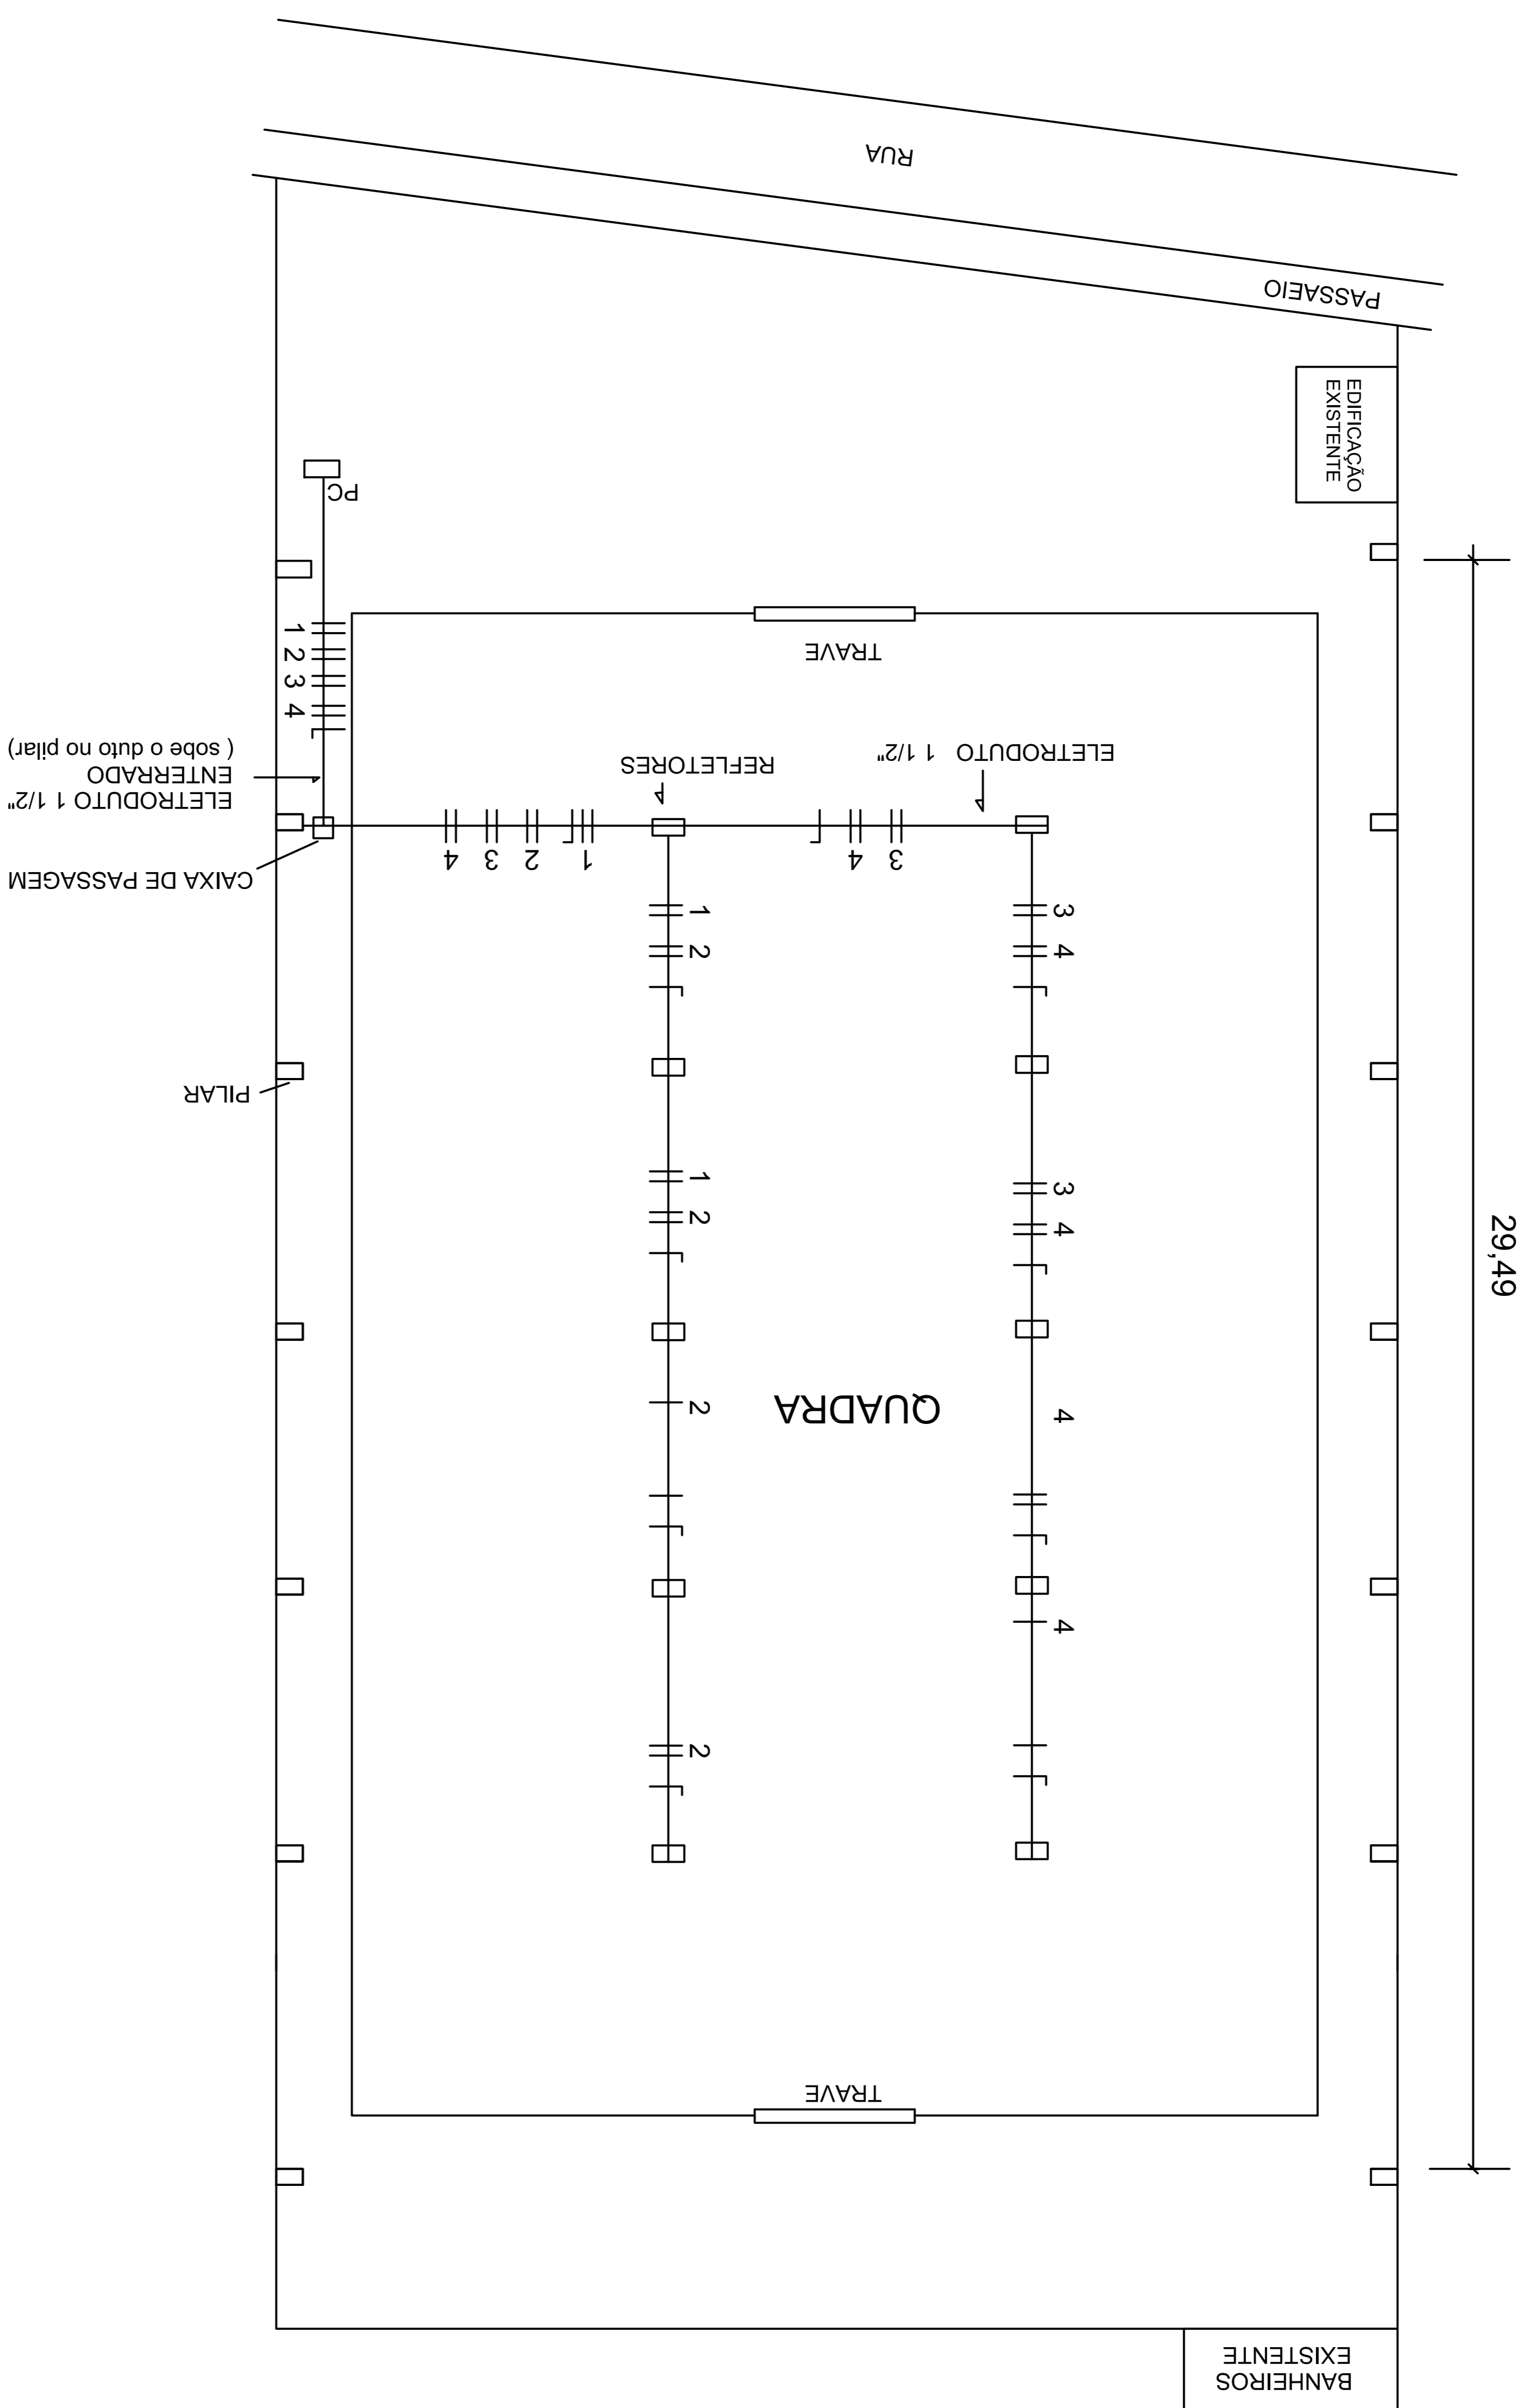 BANHEIROS
EXISTENTE
TRAVE
2
4
2
4
QUADRA
29,49
2
3
1
4
2
3
1
4
PILAR
CAIXA DE PASSAGEM
3
4
1
2
3
4
ELETRODUTO 1 1/2"
ENTERRADO
( sobe o duto no pilar)
ELETRODUTO 1 1/2"
REFLETORES
4
3
2
1
TRAVE
PC
EDIFICAÇÃO
EXISTENTE
PASSAEIO
RUA